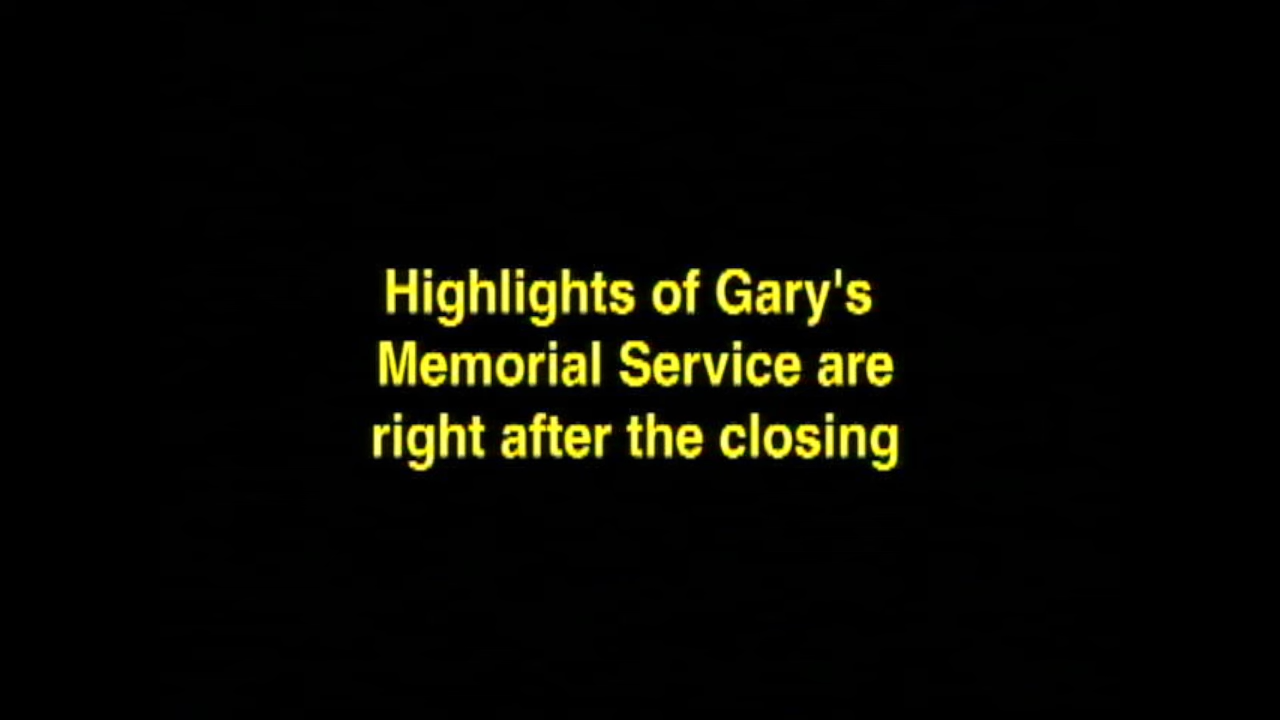 Highlights of Gary's
Memorial Service are
right after the closing